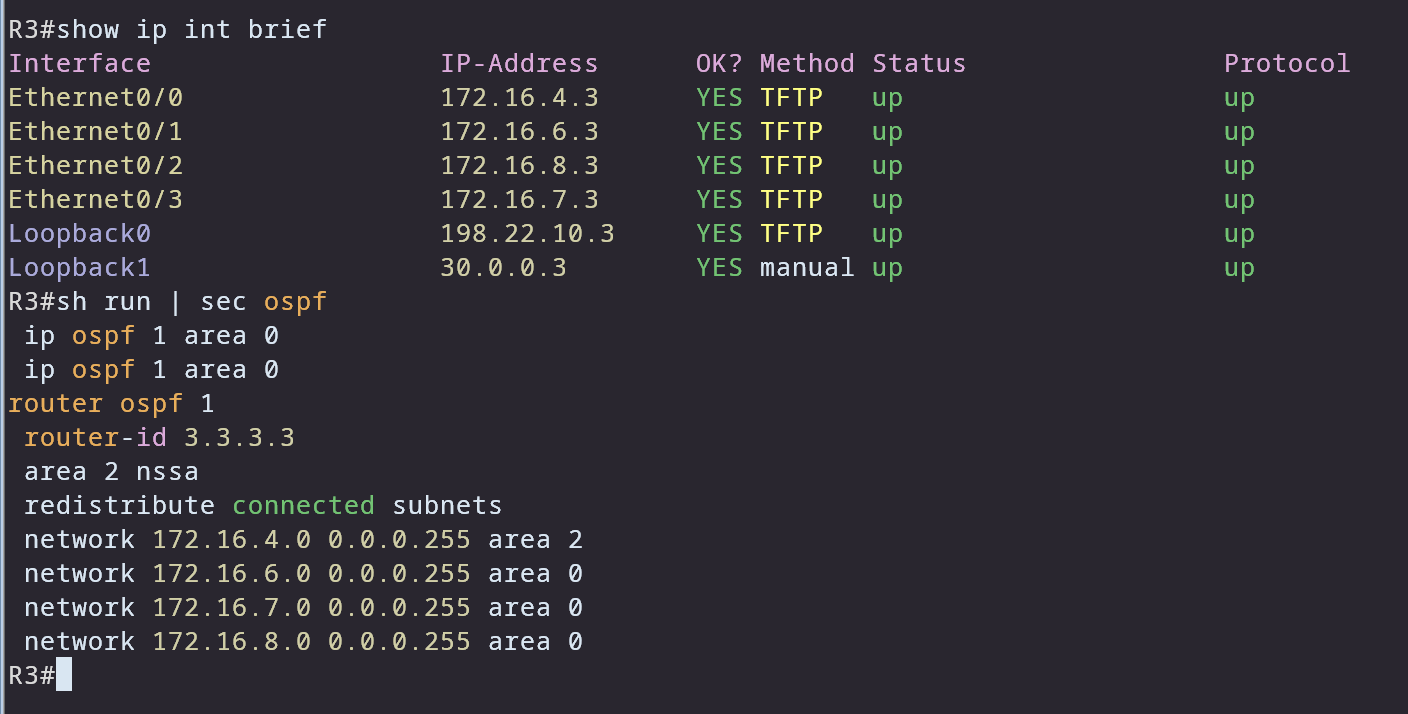 R3#show ip int brief
Interface                  IP-Address      OK? Method Status                Protocol
Ethernet0/0                172.16.4.3      YES TFTP   up                    up
Ethernet0/1                172.16.6.3      YES TFTP   up                    up
Ethernet0/2                172.16.8.3      YES TFTP   up                    up
Ethernet0/3                172.16.7.3      YES TFTP   up                    up
Loopback0                  198.22.10.3     YES TFTP   up                    up
Loopback1                  30.0.0.3        YES manual up                    up
R3#sh run | sec ospf
 ip ospf 1 area 0
 ip ospf 1 area 0
router ospf 1
 router-id 3.3.3.3
 area 2 nssa
 redistribute connected subnets
 network 172.16.4.0 0.0.0.255 area 2
 network 172.16.6.0 0.0.0.255 area 0
 network 172.16.7.0 0.0.0.255 area 0
 network 172.16.8.0 0.0.0.255 area 0
R3#